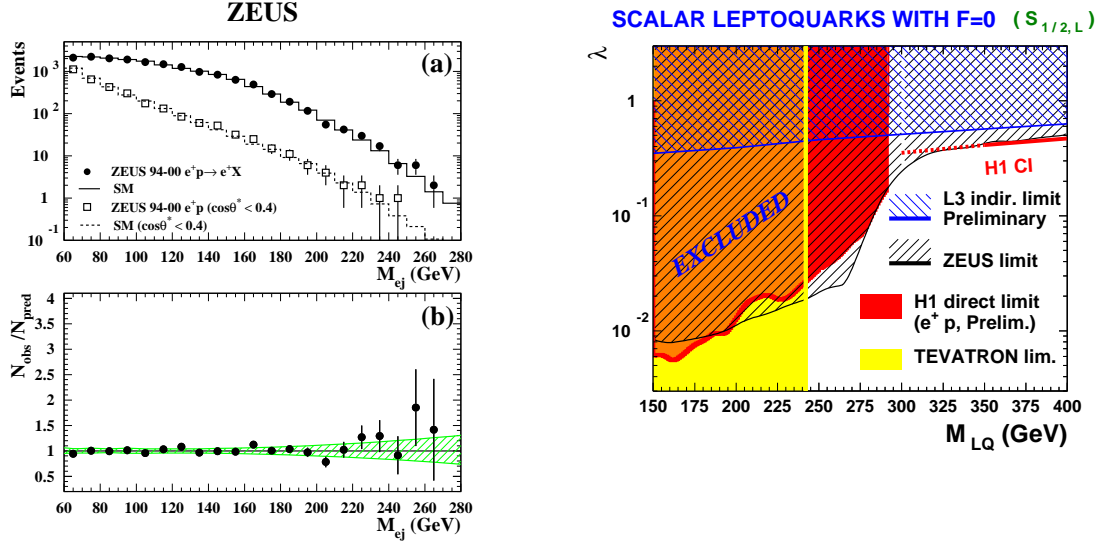 ZEUS
(a)
Events
10³
10²
10
1
10⁻¹
ZEUS 94-00 e⁺p→ e⁺X
SM
ZEUS 94-00 e⁺p (cosθ* < 0.4)
SM (cosθ* < 0.4)
60 80 100 120 140 160 180 200 220 240 260 280
M_ej (GeV)
(b)
N_obs /N_pred
4
3.5
3
2.5
2
1.5
1
0.5
60 80 100 120 140 160 180 200 220 240 260 280
M_ej (GeV)
SCALAR LEPTOQUARKS WITH F=0 (S_1/2, L)
λ
1
10⁻¹
10⁻²
EXCLUDED
H1 CI
L3 indir. limit
Preliminary
ZEUS limit
H1 direct limit
(e⁺ p, Prelim.)
TEVATRON lim.
150 175 200 225 250 275 300 325 350 375 400
M_LQ (GeV)